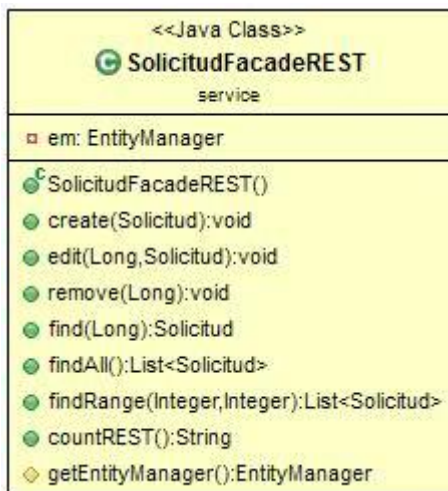 <<Java Class>>
SolicitudFacadeREST
service
em: EntityManager
SolicitudFacadeREST()
create(Solicitud):void
edit(Long,Solicitud):void
remove(Long):void
find(Long):Solicitud
findAll():List<Solicitud>
findRange(Integer,Integer):List<Solicitud>
countREST():String
getEntityManager():EntityManager